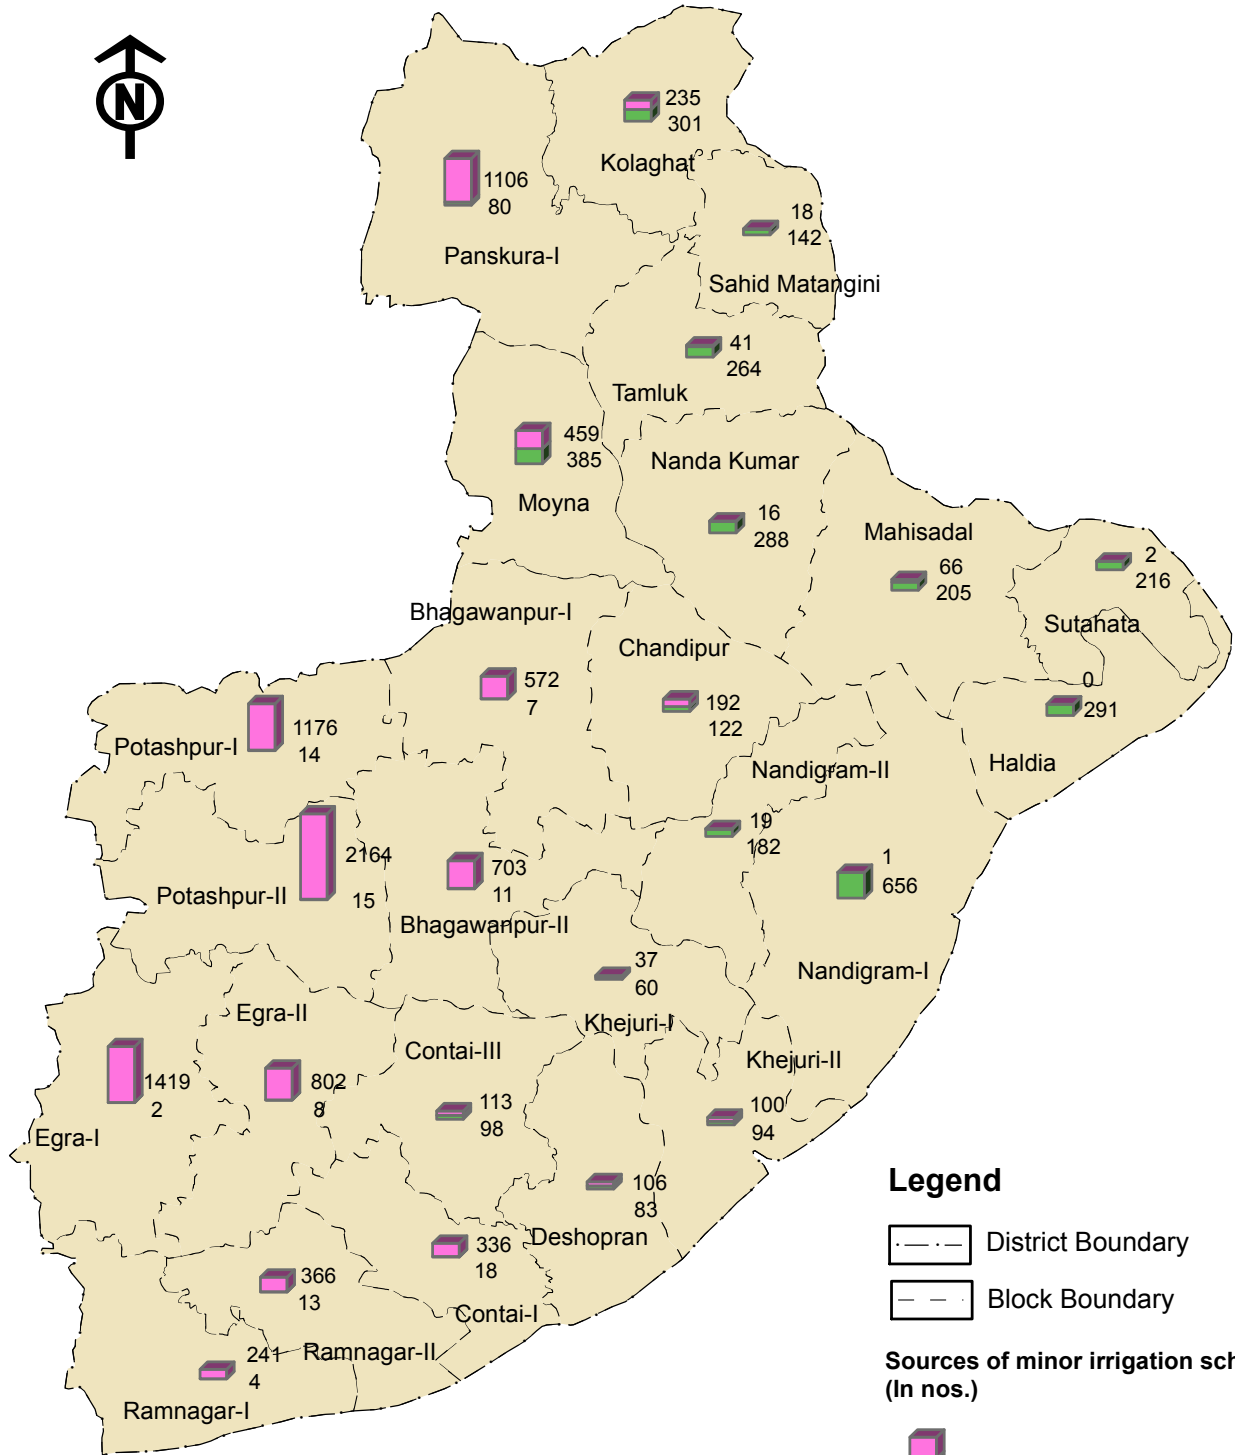 N
235
301
Kolaghat
1106
80
Panskura-I
18
142
Sahid Matangini
41
264
Tamluk
459
385
Moyna
Nanda Kumar
16
288
Mahisadal
66
205
2
216
Sutahata
Bhagawanpur-I
572
7
Chandipur
192
122
0
291
Haldia
1176
14
Potashpur-I
Nandigram-II
19
182
2164
15
Potashpur-II
703
11
Bhagawanpur-II
1
656
Nandigram-I
37
60
Khejuri-I
Egra-II
802
8
Contai-III
113
98
Khejuri-II
100
94
1419
2
Egra-I
106
83
Deshopran
336
18
Contai-I
366
13
Ramnagar-II
241
4
Ramnagar-I
Legend
District Boundary
Block Boundary
Sources of minor irrigation sch
(In nos.)